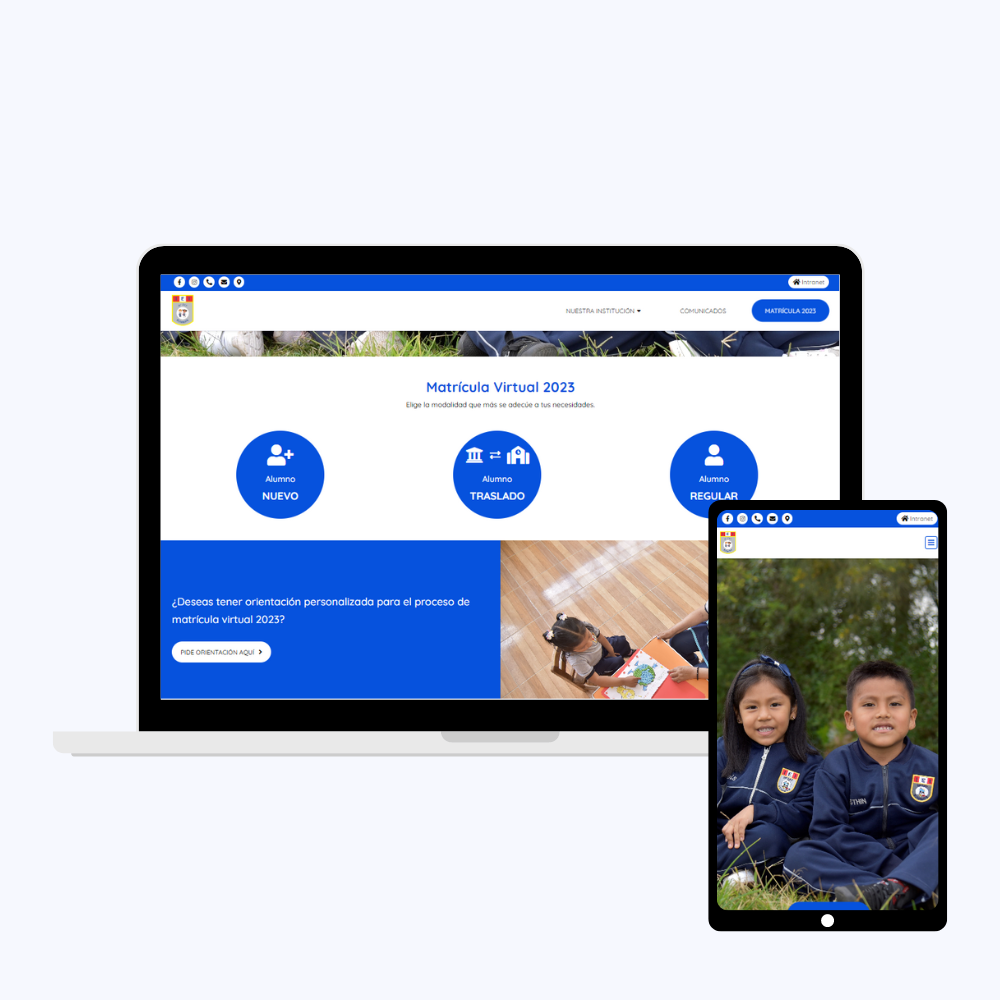 Intranet
NUESTRA INSTITUCIÓN
COMUNICADOS
MATRÍCULA 2023
Matrícula Virtual 2023
Elige la modalidad que más se adecúe a tus necesidades.
Alumno
NUEVO
Alumno
TRASLADO
Alumno
REGULAR
¿Deseas tener orientación personalizada para el proceso de
matrícula virtual 2023?
PIDE ORIENTACIÓN AQUÍ
Intranet